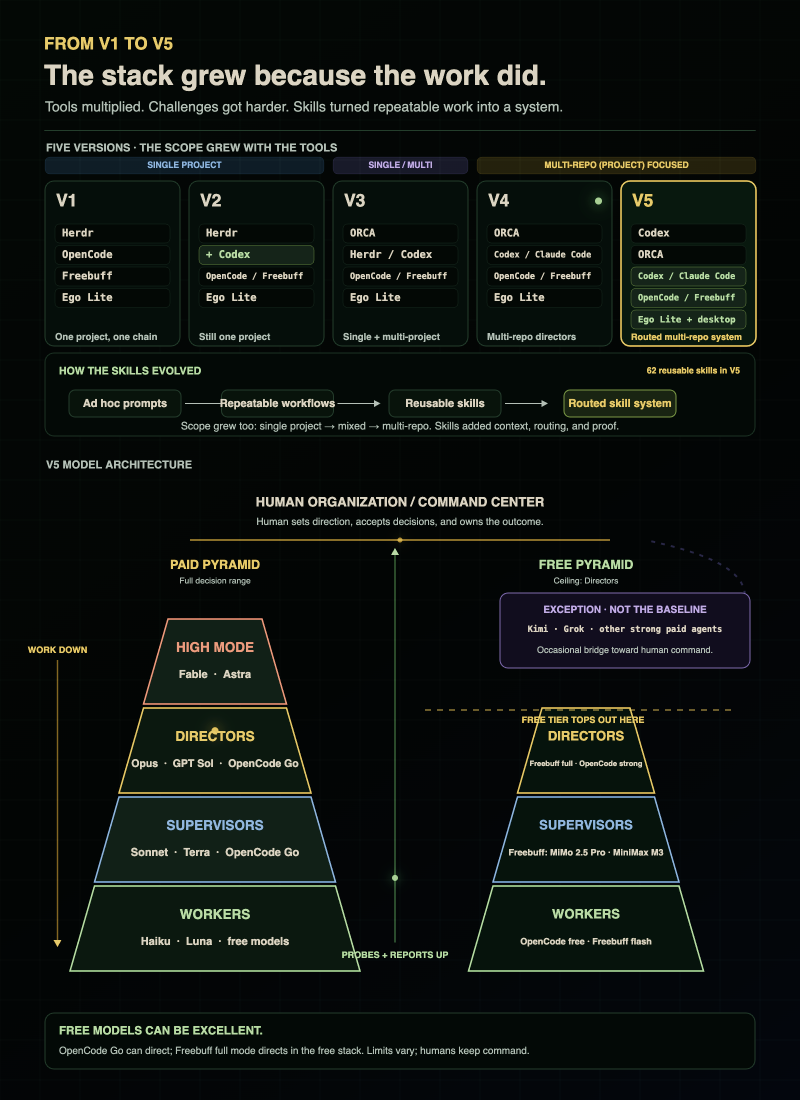 FROM V1 TO V5
The stack grew because the work did.
Tools multiplied. Challenges got harder. Skills turned repeatable work into a system.
FIVE VERSIONS · THE SCOPE GREW WITH THE TOOLS
SINGLE PROJECT
SINGLE / MULTI
MULTI-REPO (PROJECT) FOCUSED
V1
Herdr
OpenCode
Freebuff
Ego Lite
One project, one chain
V2
Herdr
+ Codex
OpenCode / Freebuff
Ego Lite
Still one project
V3
ORCA
Herdr / Codex
OpenCode / Freebuff
Ego Lite
Single + multi-project
V4
ORCA
Codex / Claude Code
OpenCode / Freebuff
Ego Lite
Multi-repo directors
V5
Codex
ORCA
Codex / Claude Code
OpenCode / Freebuff
Ego Lite + desktop
Routed multi-repo system
HOW THE SKILLS EVOLVED
62 reusable skills in V5
Ad hoc prompts
Repeatable workflows
Reusable skills
Routed skill system
Scope grew too: single project → mixed → multi-repo. Skills added context, routing, and proof.
V5 MODEL ARCHITECTURE
HUMAN ORGANIZATION / COMMAND CENTER
Human sets direction, accepts decisions, and owns the outcome.
PAID PYRAMID
Full decision range
WORK DOWN
HIGH MODE
Fable · Astra
DIRECTORS
Opus · GPT Sol · OpenCode Go
SUPERVISORS
Sonnet · Terra · OpenCode Go
WORKERS
Haiku · Luna · free models
PROBES + REPORTS UP
FREE PYRAMID
Ceiling: Directors
EXCEPTION · NOT THE BASELINE
Kimi · Grok · other strong paid agents
Occasional bridge toward human command.
FREE TIER TOPS OUT HERE
DIRECTORS
Freebuff full · OpenCode strong
SUPERVISORS
Freebuff: MiMo 2.5 Pro · MiniMax M3
WORKERS
OpenCode free · Freebuff flash
FREE MODELS CAN BE EXCELLENT.
OpenCode Go can direct; Freebuff full mode directs in the free stack. Limits vary; humans keep command.